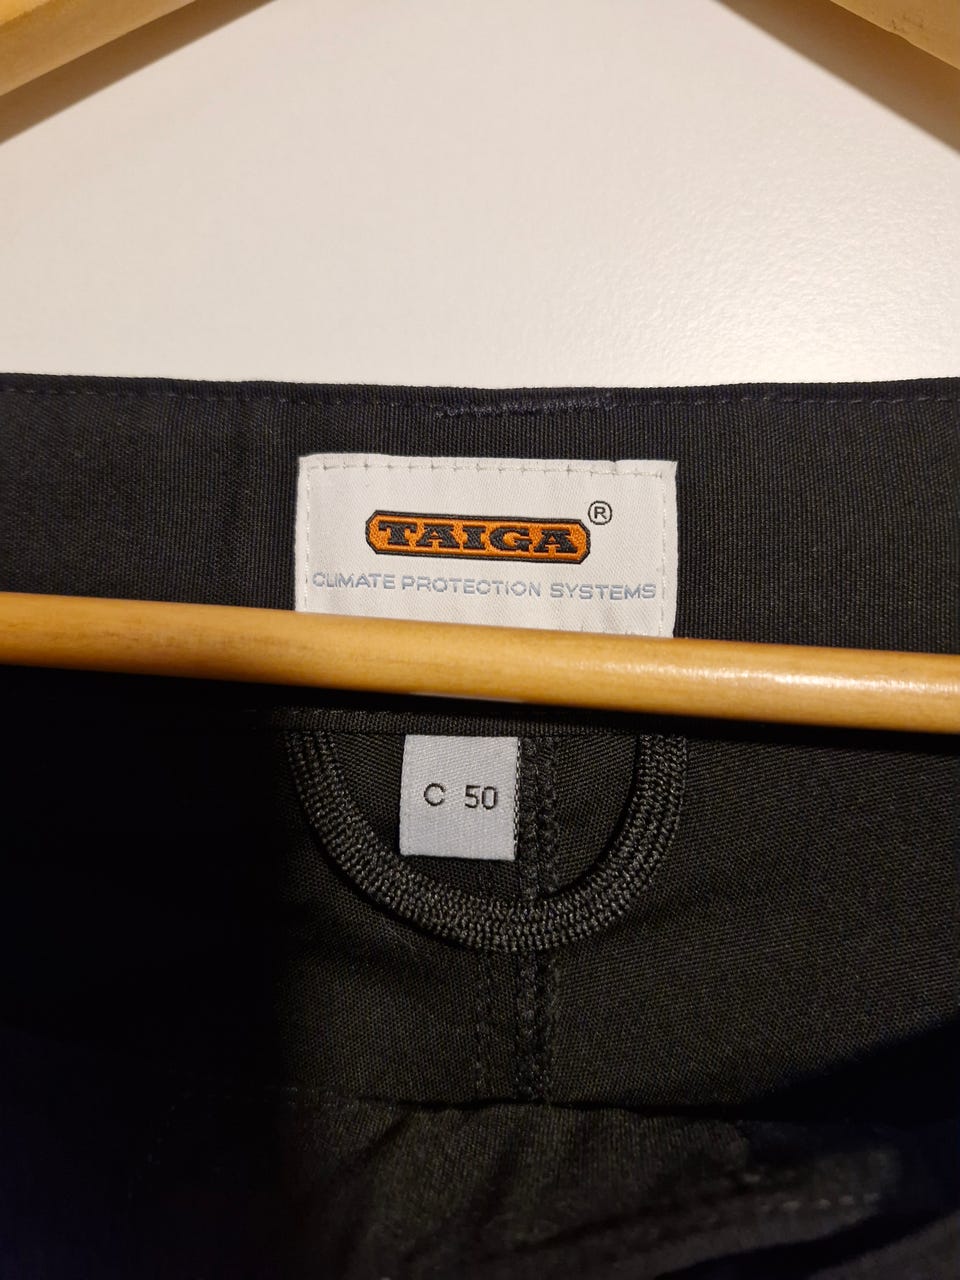 TAIGA®
CLIMATE PROTECTION SYSTEMS
C 50